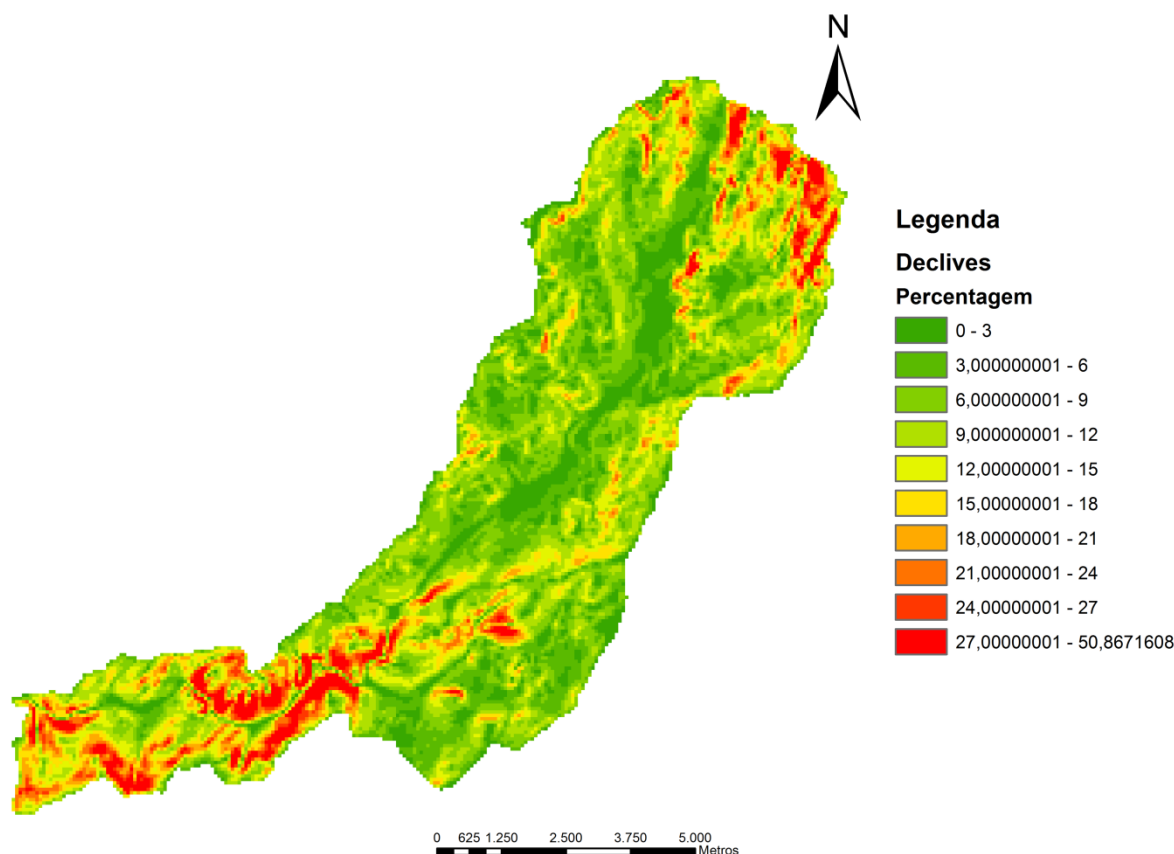 N
Legenda
Declives
Percentagem
0 - 3
3,000000001 - 6
6,000000001 - 9
9,000000001 - 12
12,00000001 - 15
15,00000001 - 18
18,00000001 - 21
21,00000001 - 24
24,00000001 - 27
27,00000001 - 50,8671608
0 625 1.250 2.500 3.750 5.000
Metros